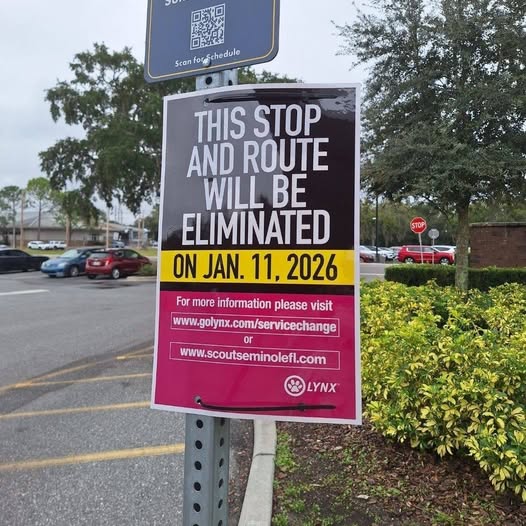 Scan for Schedule
THIS STOP
AND ROUTE
WILL BE
ELIMINATED
ON JAN. 11, 2026
For more information please visit
www.golynx.com/servicechange
or
www.scoutseminolefl.com
LYNX
STOP